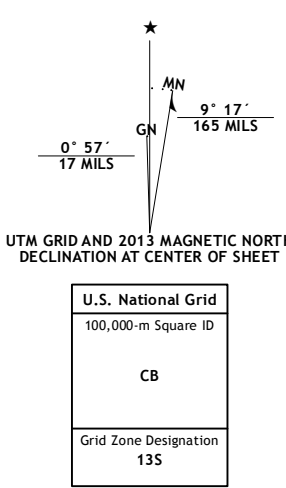 ★
MN
GN
9° 17´
165 MILS
0° 57´
17 MILS
UTM GRID AND 2013 MAGNETIC NORTH
DECLINATION AT CENTER OF SHEET
U.S. National Grid
100,000-m Square ID
CB
Grid Zone Designation
13S